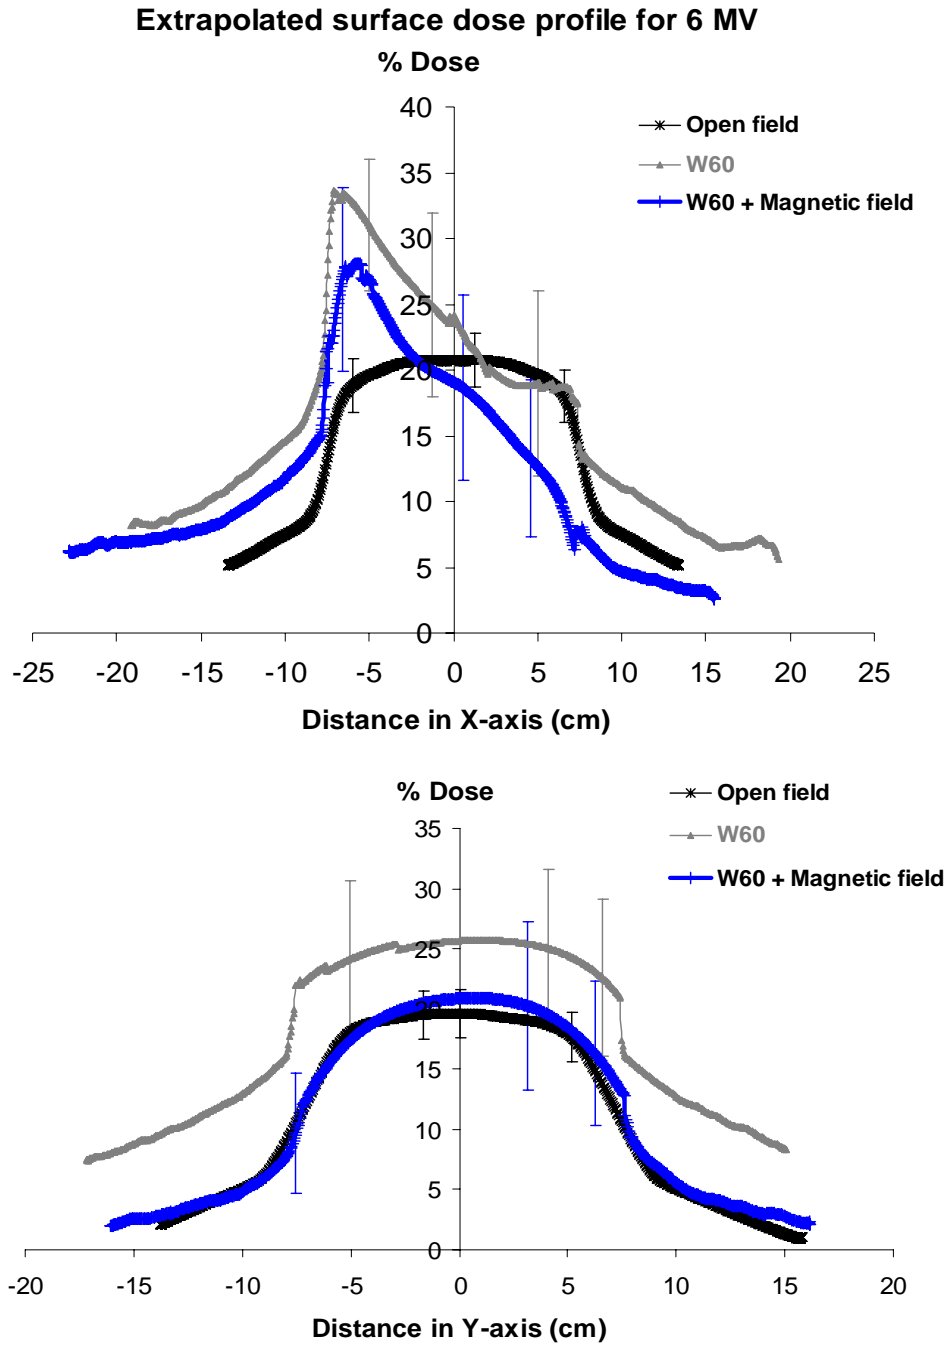 Extrapolated surface dose profile for 6 MV
% Dose
40
35
30
25
20
15
10
5
0
Open field
W60
W60 + Magnetic field
-25 -20 -15 -10 -5 0 5 10 15 20 25
Distance in X-axis (cm)
% Dose
35
30
25
20
15
10
5
0
Open field
W60
W60 + Magnetic field
-20 -15 -10 -5 0 5 10 15 20
Distance in Y-axis (cm)